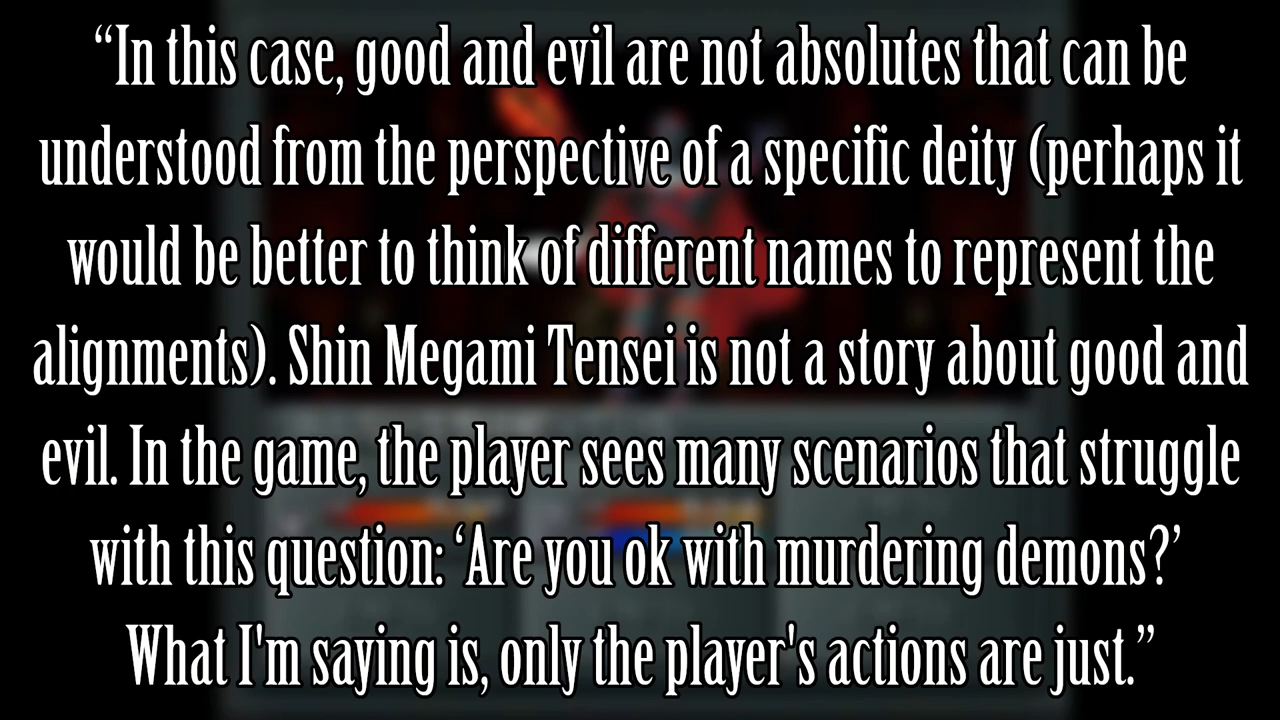 “In this case, good and evil are not absolutes that can be
understood from the perspective of a specific deity (perhaps it
would be better to think of different names to represent the
alignments). Shin Megami Tensei is not a story about good and
evil. In the game, the player sees many scenarios that struggle
with this question: ‘Are you ok with murdering demons?’
What I'm saying is, only the player's actions are just.”